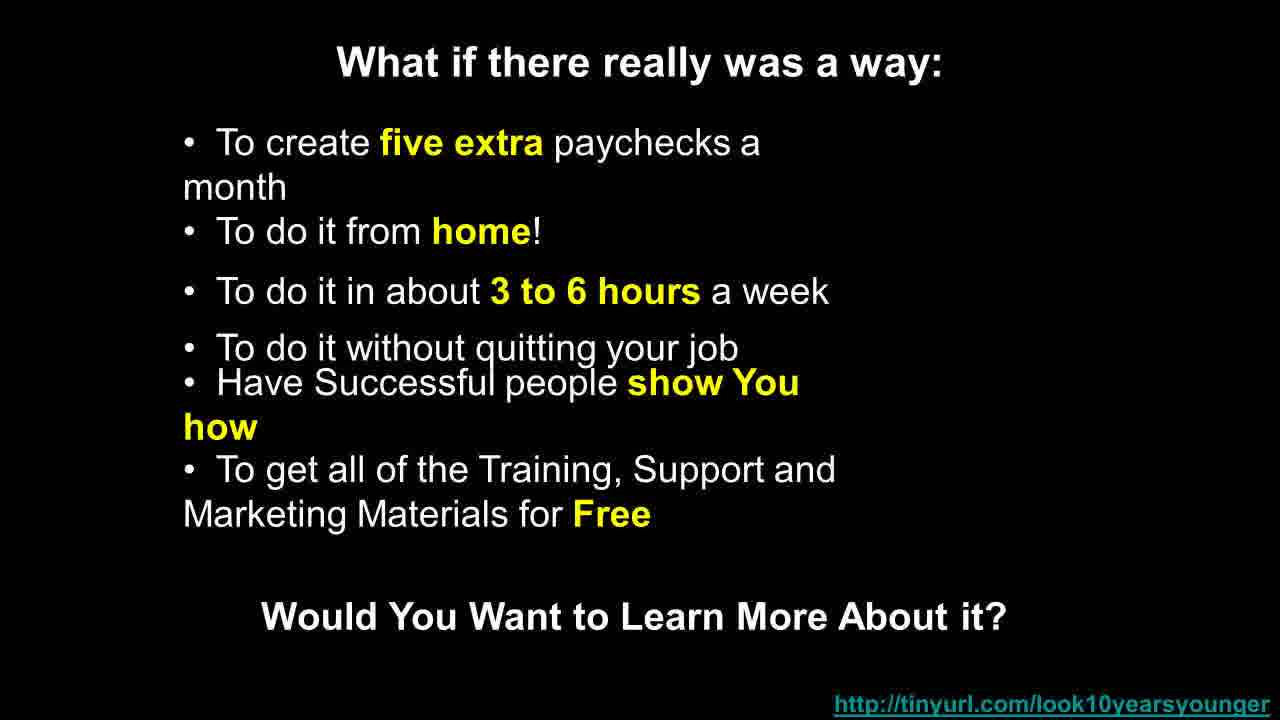 What if there really was a way:
• To create five extra paychecks a
month
• To do it from home!
• To do it in about 3 to 6 hours a week
• To do it without quitting your job
• Have Successful people show You
how
• To get all of the Training, Support and
Marketing Materials for Free
Would You Want to Learn More About it?
http://tinyurl.com/look10yearsyounger